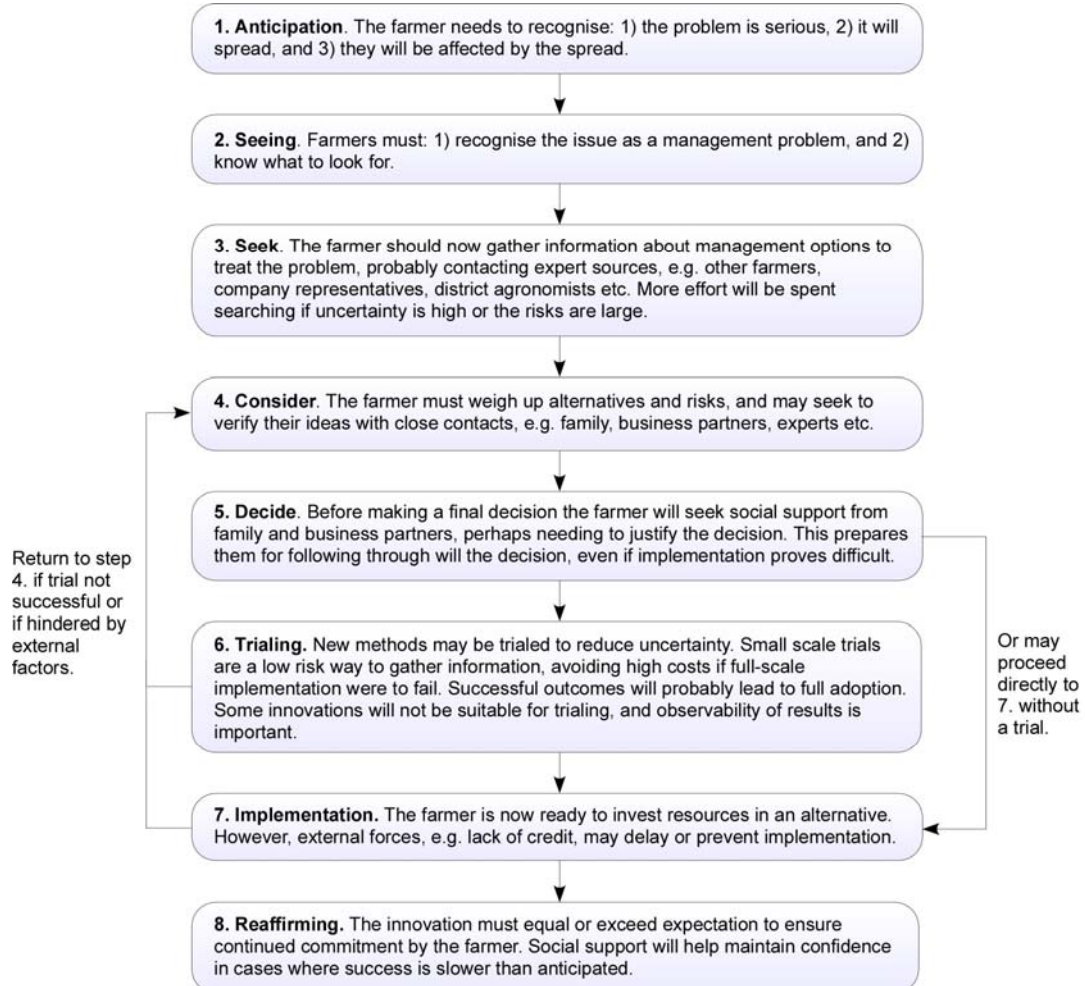 1. Anticipation. The farmer needs to recognise: 1) the problem is serious, 2) it will
spread, and 3) they will be affected by the spread.
2. Seeing. Farmers must: 1) recognise the issue as a management problem, and 2)
know what to look for.
3. Seek. The farmer should now gather information about management options to
treat the problem, probably contacting expert sources, e.g. other farmers,
company representatives, district agronomists etc. More effort will be spent
searching if uncertainty is high or the risks are large.
4. Consider. The farmer must weigh up alternatives and risks, and may seek to
verify their ideas with close contacts, e.g. family, business partners, experts etc.
5. Decide. Before making a final decision the farmer will seek social support from
family and business partners, perhaps needing to justify the decision. This prepares
them for following through will the decision, even if implementation proves difficult.
Return to step
4. if trial not
successful or
if hindered by
external
factors.
6. Trialing. New methods may be trialed to reduce uncertainty. Small scale trials
are a low risk way to gather information, avoiding high costs if full-scale
implementation were to fail. Successful outcomes will probably lead to full adoption.
Some innovations will not be suitable for trialing, and observability of results is
important.
Or may
proceed
directly to
7. without
a trial.
7. Implementation. The farmer is now ready to invest resources in an alternative.
However, external forces, e.g. lack of credit, may delay or prevent implementation.
8. Reaffirming. The innovation must equal or exceed expectation to ensure
continued commitment by the farmer. Social support will help maintain confidence
in cases where success is slower than anticipated.